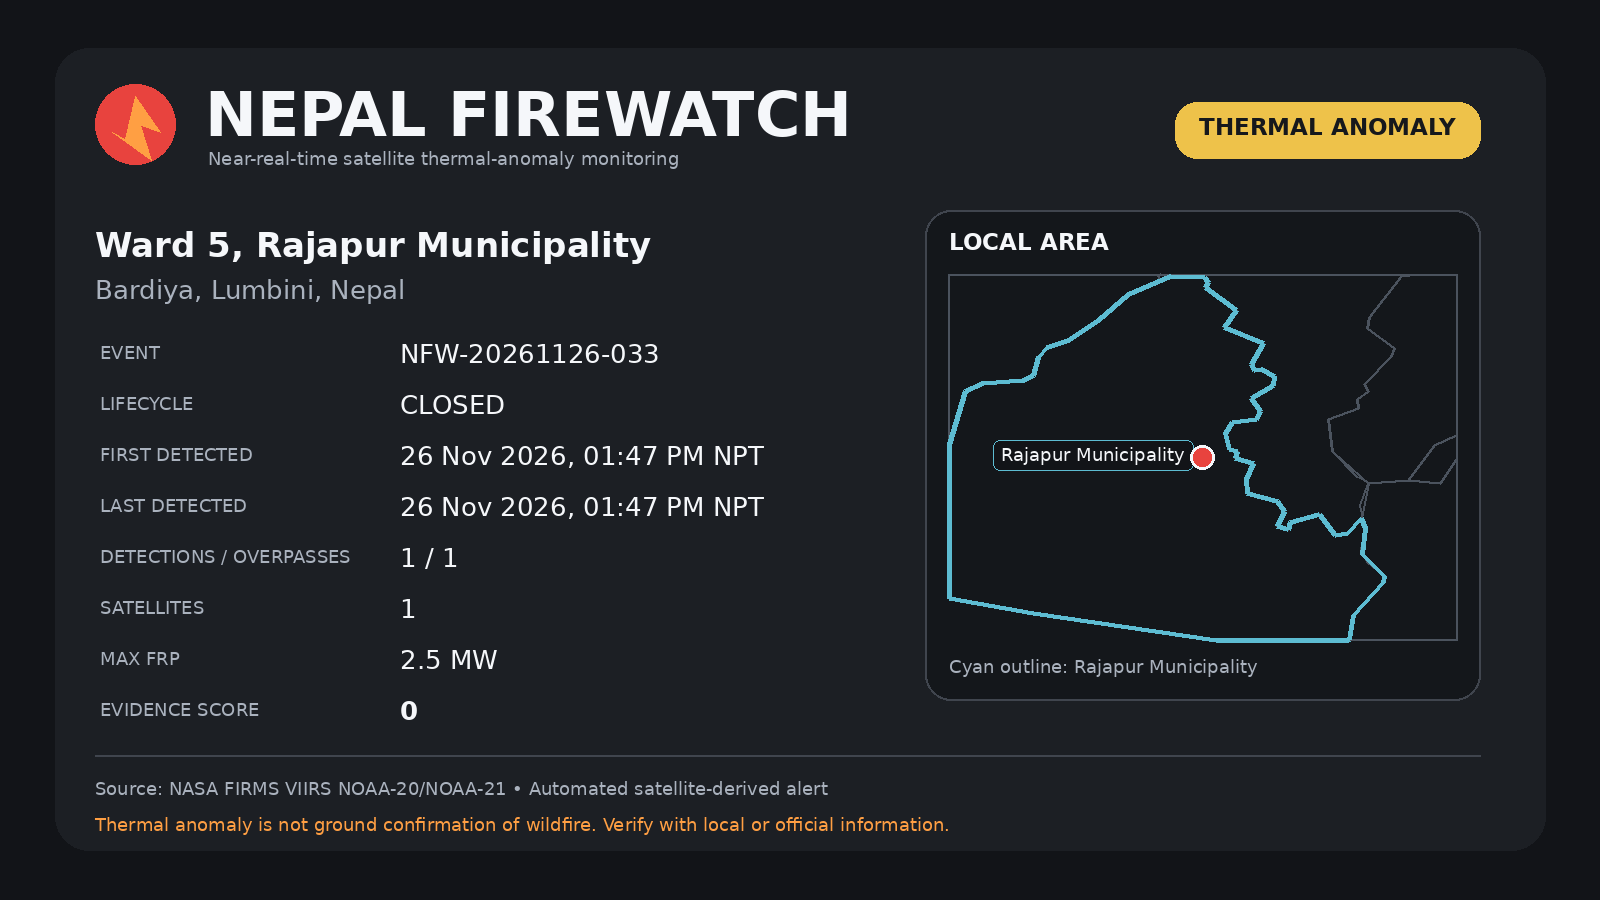 NEPAL FIREWATCH
Near-real-time satellite thermal-anomaly monitoring
THERMAL ANOMALY
Ward 5, Rajapur Municipality
Bardiya, Lumbini, Nepal
EVENT NFW-20261126-033
LIFECYCLE CLOSED
FIRST DETECTED 26 Nov 2026, 01:47 PM NPT
LAST DETECTED 26 Nov 2026, 01:47 PM NPT
DETECTIONS / OVERPASSES 1 / 1
SATELLITES 1
MAX FRP 2.5 MW
EVIDENCE SCORE 0
LOCAL AREA
Rajapur Municipality
Cyan outline: Rajapur Municipality
Source: NASA FIRMS VIIRS NOAA-20/NOAA-21 • Automated satellite-derived alert
Thermal anomaly is not ground confirmation of wildfire. Verify with local or official information.